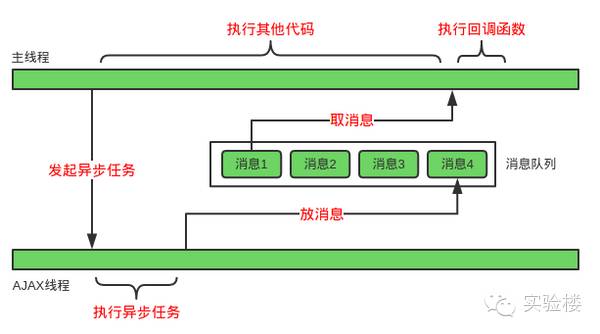 执行其他代码
执行回调函数
主线程
取消息
消息1
消息2
消息3
消息4
消息队列
发起异步任务
放消息
AJAX线程
执行异步任务
实验楼